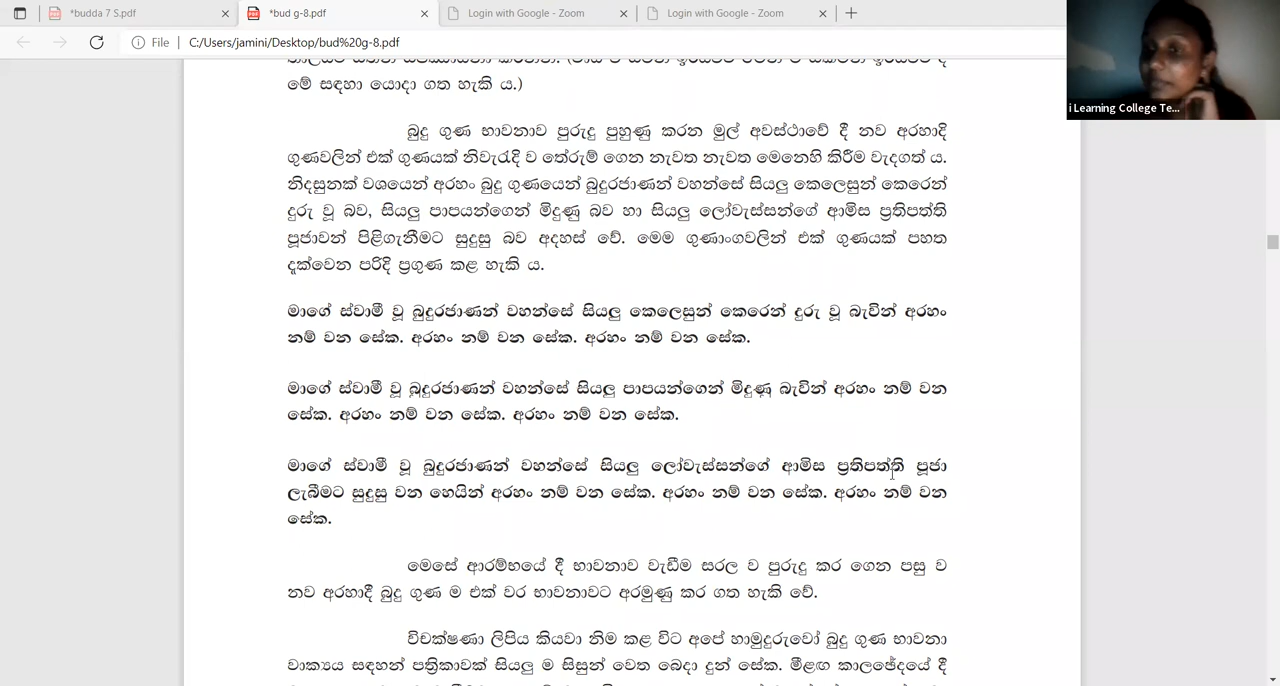 *budda 7 S.pdf
*bud g-8.pdf
Login with Google - Zoom
Login with Google - Zoom
File
C:/Users/jamini/Desktop/bud%20g-8.pdf
i Learning College Te...
මේ සඳහා යොදා ගත හැකි ය.)
බුදු ගුණ භාවනාව පුරුදු පුහුණු කරන මුල් අවස්ථාවේ දී නව අරහාදි
ගුණවලින් එක් ගුණයක් නිවැරැදි ව තේරුම් ගෙන නැවත නැවත මෙනෙහි කිරීම වැදගත් ය.
නිදසුනක් වශයෙන් අරහං බුදු ගුණයෙන් බුදුරජාණන් වහන්සේ සියලු කෙලෙසුන් කෙරෙන්
දුරු වූ බව, සියලු පාපයන්ගෙන් මිදුණු බව හා සියලු ලෝවැස්සන්ගේ ආමිස ප්‍රතිපත්ති
පූජාවන් පිළිගැනීමට සුදුසු බව අදහස් වේ. මෙම ගුණාංගවලින් එක් ගුණයක් පහත
දැක්වෙන පරිදි ප්‍රගුණ කළ හැකි ය.
මාගේ ස්වාමී වූ බුදුරජාණන් වහන්සේ සියලු කෙලෙසුන් කෙරෙන් දුරු වූ බැවින් අරහං
නම් වන සේක. අරහං නම් වන සේක. අරහං නම් වන සේක.
මාගේ ස්වාමී වූ බුදුරජාණන් වහන්සේ සියලු පාපයන්ගෙන් මිදුණු බැවින් අරහං නම් වන
සේක. අරහං නම් වන සේක. අරහං නම් වන සේක.
මාගේ ස්වාමී වූ බුදුරජාණන් වහන්සේ සියලු ලෝවැස්සන්ගේ ආමිස ප්‍රතිපත්ති පූජා
ලැබීමට සුදුසු වන හෙයින් අරහං නම් වන සේක. අරහං නම් වන සේක. අරහං නම් වන
සේක.
මෙසේ ආරම්භයේ දී භාවනාව වැඩීම සරල ව පුරුදු කර ගෙන පසු ව
නව අරහාදී බුදු ගුණ ම එක් වර භාවනාවට අරමුණු කර ගත හැකි වේ.
විචක්ෂණා ලිපිය කියවා නිම කළ විට අපේ හාමුදුරුවෝ බුදු ගුණ භාවනා
වාක්‍යය සඳහන් පත්‍රිකාවක් සියලු ම සිසුන් වෙත බෙදා දුන් සේක. මීළඟ කාලඡේදයේ දී